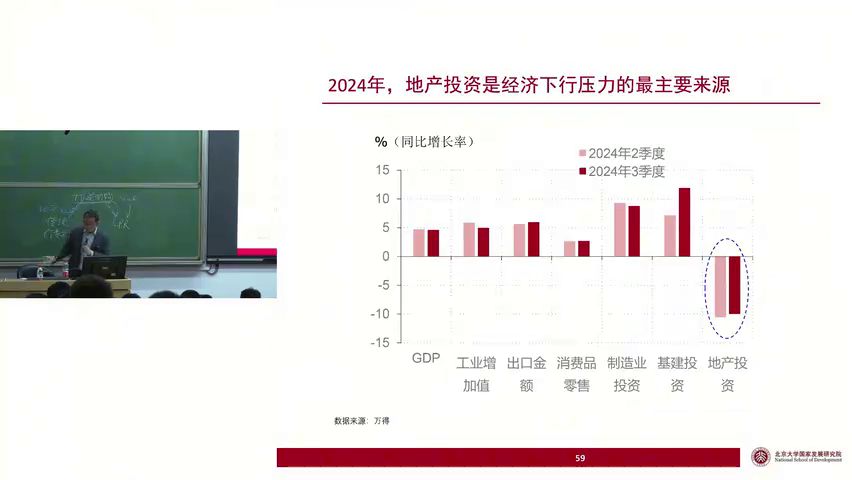 2024年，地产投资是经济下行压力的最主要来源
%（同比增长率）
2024年2季度
2024年3季度
15
10
5
0
-5
-10
-15
GDP
工业增加值
出口金额
消费品零售
制造业投资
基建投资
地产投资
数据来源：万得
59
北京大学国家发展研究院
National School of Development
LPR